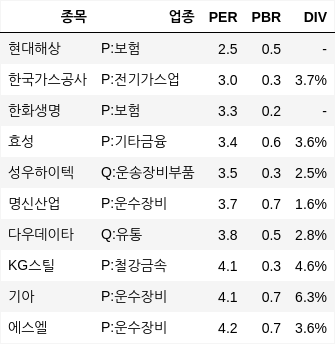 종목 업종 PER PBR DIV
현대해상 P:보험 2.5 0.5 -
한국가스공사 P:전기가스업 3.0 0.3 3.7%
한화생명 P:보험 3.3 0.2 -
효성 P:기타금융 3.4 0.6 3.6%
성우하이텍 Q:운송장비부품 3.5 0.3 2.5%
명신산업 P:운수장비 3.7 0.7 1.6%
다우데이타 Q:유통 3.8 0.5 2.8%
KG스틸 P:철강금속 4.1 0.3 4.6%
기아 P:운수장비 4.1 0.7 6.3%
에스엘 P:운수장비 4.2 0.7 3.6%